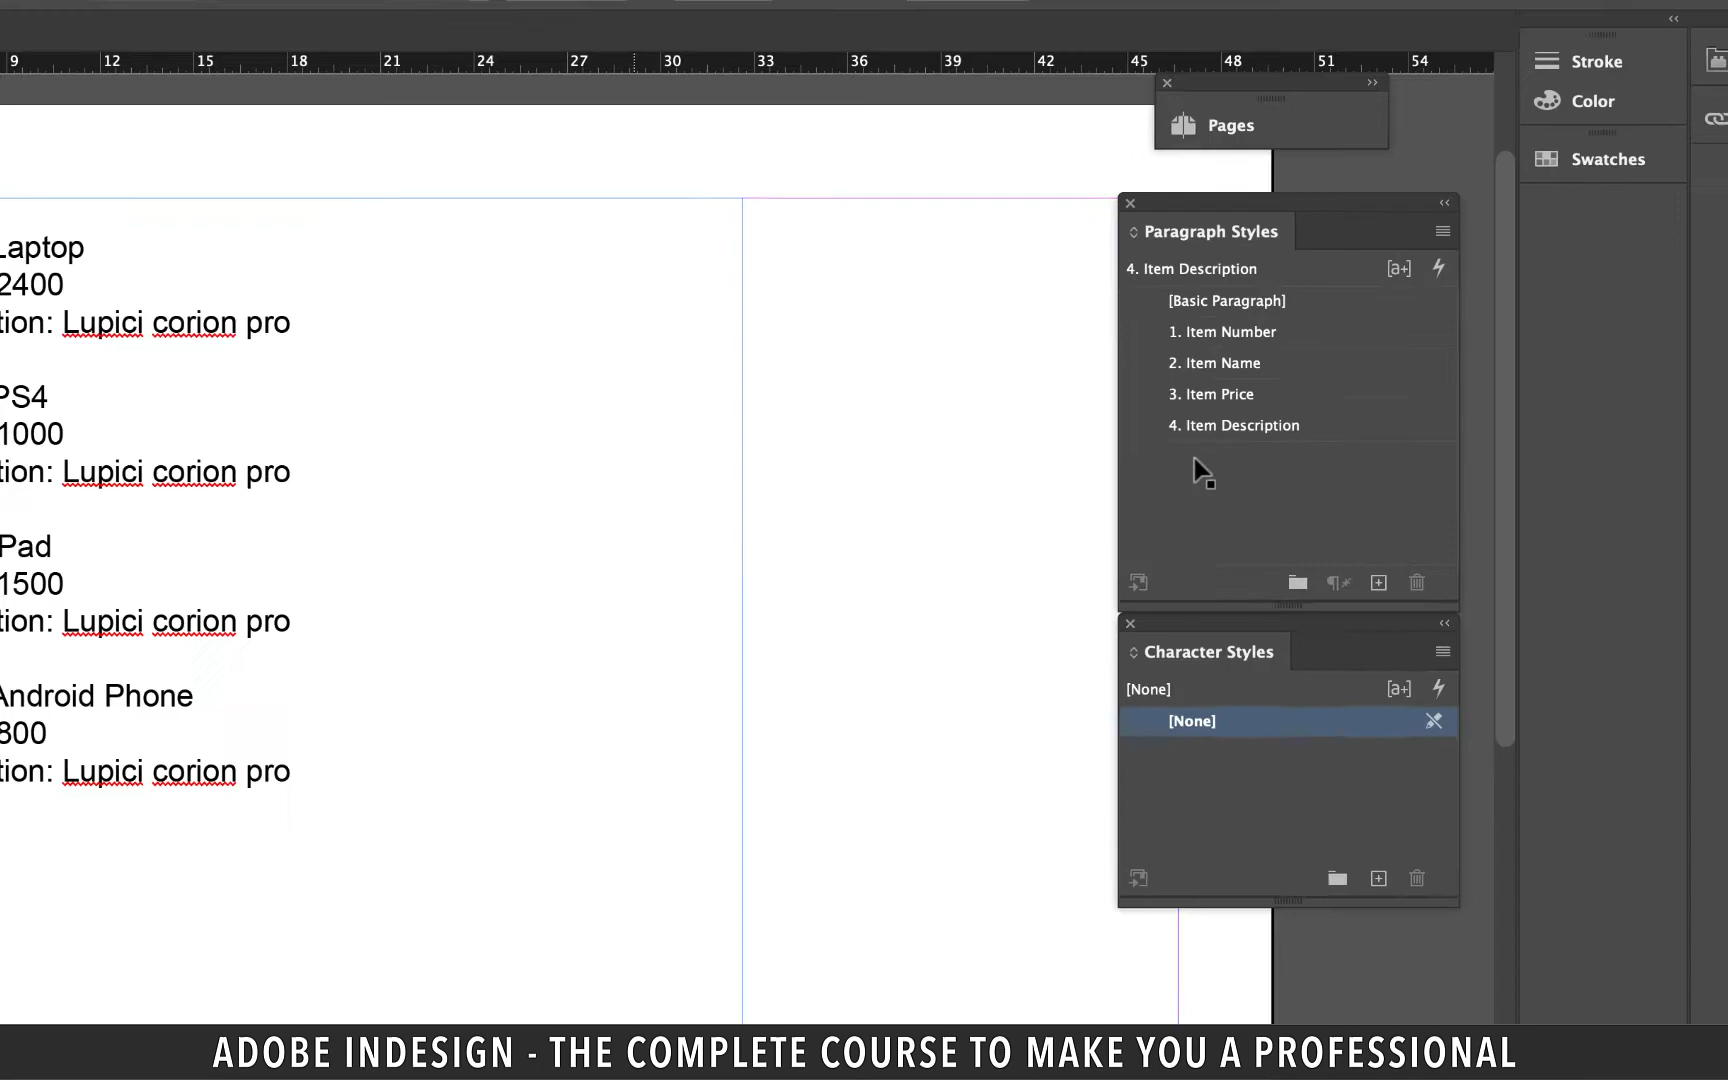 9 12 15 18 21 24 27 30 33 36 39 42 45 48 51 54
Stroke
Color
Swatches
Pages
Paragraph Styles
4. Item Description [a+]
[Basic Paragraph]
1. Item Number
2. Item Name
3. Item Price
4. Item Description
Character Styles
[None] [a+]
[None]
Laptop
2400
tion: Lupici corion pro
PS4
1000
tion: Lupici corion pro
Pad
1500
tion: Lupici corion pro
Android Phone
800
tion: Lupici corion pro
ADOBE INDESIGN - THE COMPLETE COURSE TO MAKE YOU A PROFESSIONAL